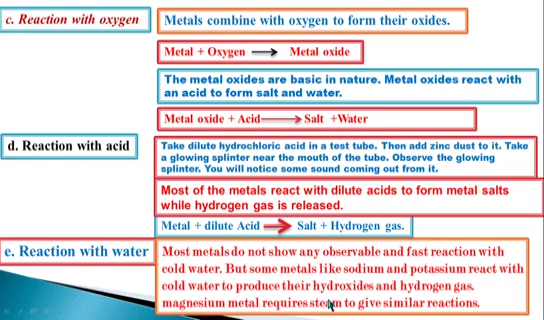 c. Reaction with oxygen
Metals combine with oxygen to form their oxides.
Metal + Oxygen ⟶ Metal oxide
The metal oxides are basic in nature. Metal oxides react with
an acid to form salt and water.
Metal oxide + Acid ⟶ Salt +Water
d. Reaction with acid
Take dilute hydrochloric acid in a test tube. Then add zinc dust to it. Take
a glowing splinter near the mouth of the tube. Observe the glowing
splinter. You will notice some sound coming out from it.
Most of the metals react with dilute acids to form metal salts
while hydrogen gas is released.
Metal + dilute Acid ⟶ Salt + Hydrogen gas.
e. Reaction with water
Most metals do not show any observable and fast reaction with
cold water. But some metals like sodium and potassium react with
cold water to produce their hydroxides and hydrogen gas.
magnesium metal requires steam to give similar reactions.